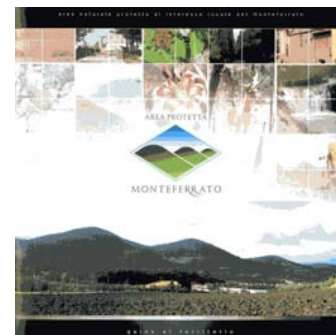 area naturale protetta di interesse locale del Monteferrato
AREA PROTETTA
MONTEFERRATO
guida al territorio